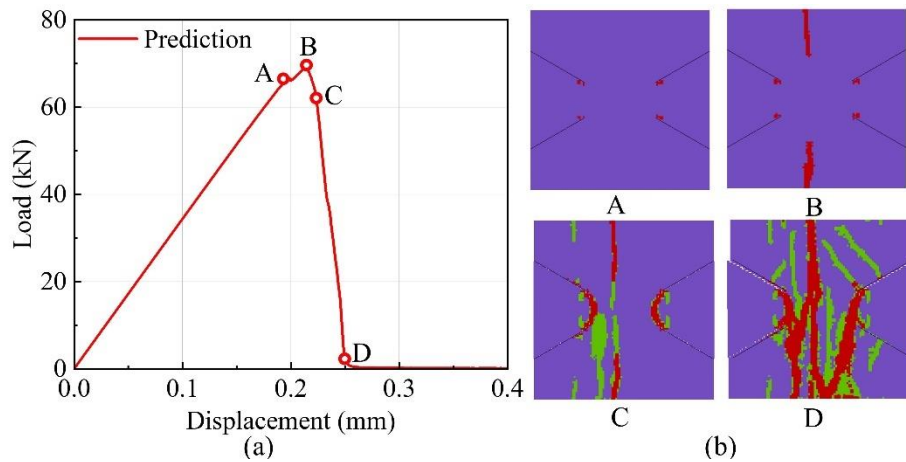 80
Prediction
B
A
60
C
Load (kN)
40
20
D
0
0.0
0.1
0.2
0.3
0.4
Displacement (mm)
(a)
A
B
C
D
(b)